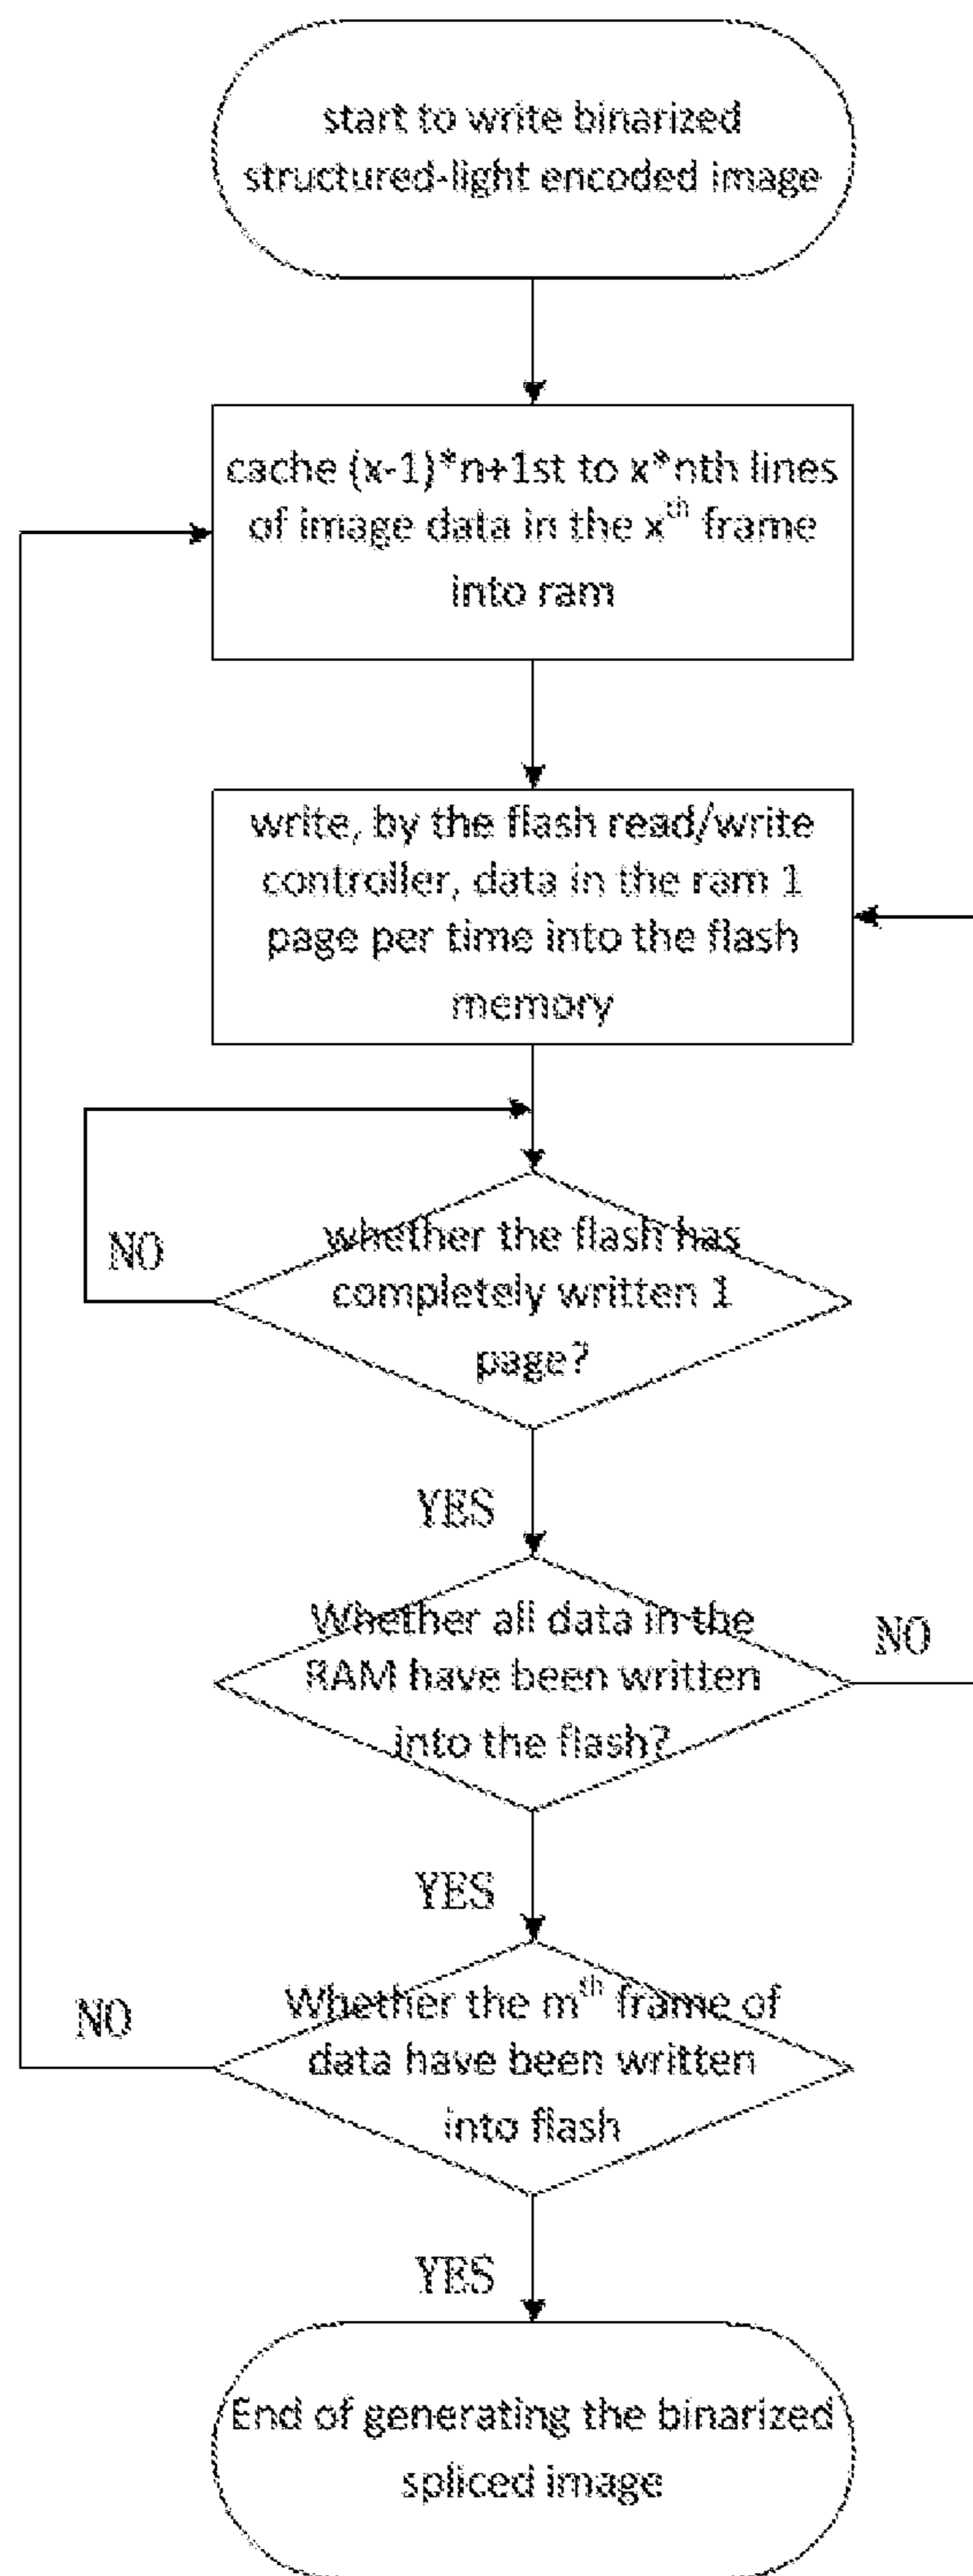 start to write binarized
structured-light encoded image
cache (x-1)*n+1st to x*nth lines
of image data in the xth frame
into ram
write, by the flash read/write
controller, data in the ram 1
page per time into the flash
memory
whether the flash has
completely written 1
page?
NO
YES
Whether all data in the
RAM have been written
into the flash?
NO
YES
Whether the mth frame of
data have been written
into flash
NO
YES
End of generating the binarized
spliced image